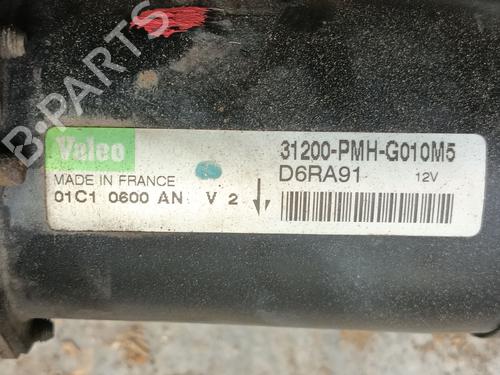 Valeo
31200-PMH-G010M5
MADE IN FRANCE
D6RA91 12V
01C1 0600 AN V 2
B-PARTS